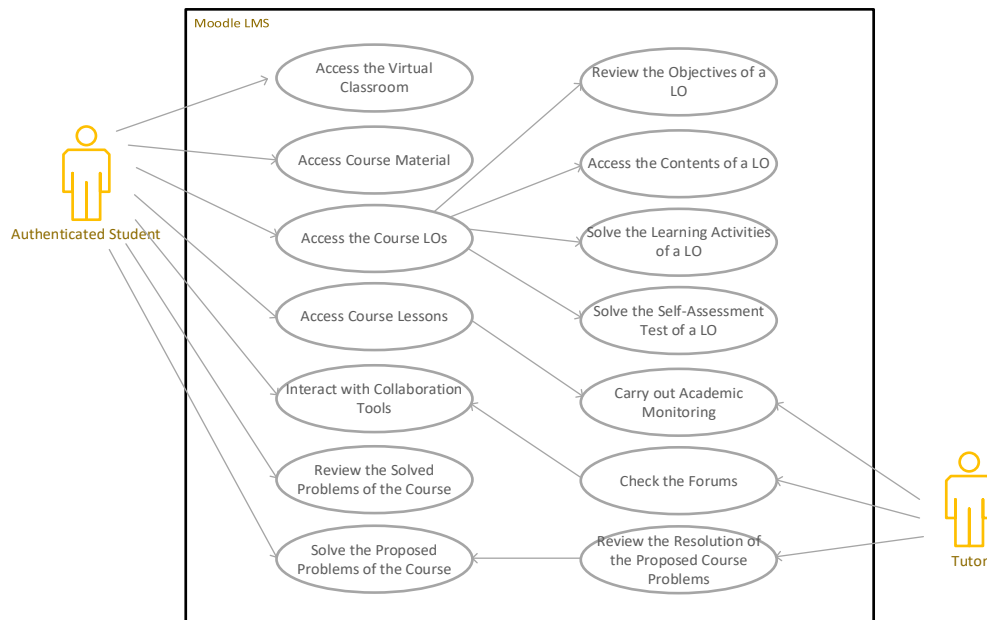 Moodle LMS
Access the Virtual
Classroom
Review the Objectives of a
LO
Access Course Material
Access the Contents of a LO
Authenticated Student
Access the Course LOs
Solve the Learning Activities
of a LO
Access Course Lessons
Solve the Self-Assessment
Test of a LO
Interact with Collaboration
Tools
Carry out Academic
Monitoring
Review the Solved
Problems of the Course
Check the Forums
Solve the Proposed
Problems of the Course
Review the Resolution of
the Proposed Course
Problems
Tutor